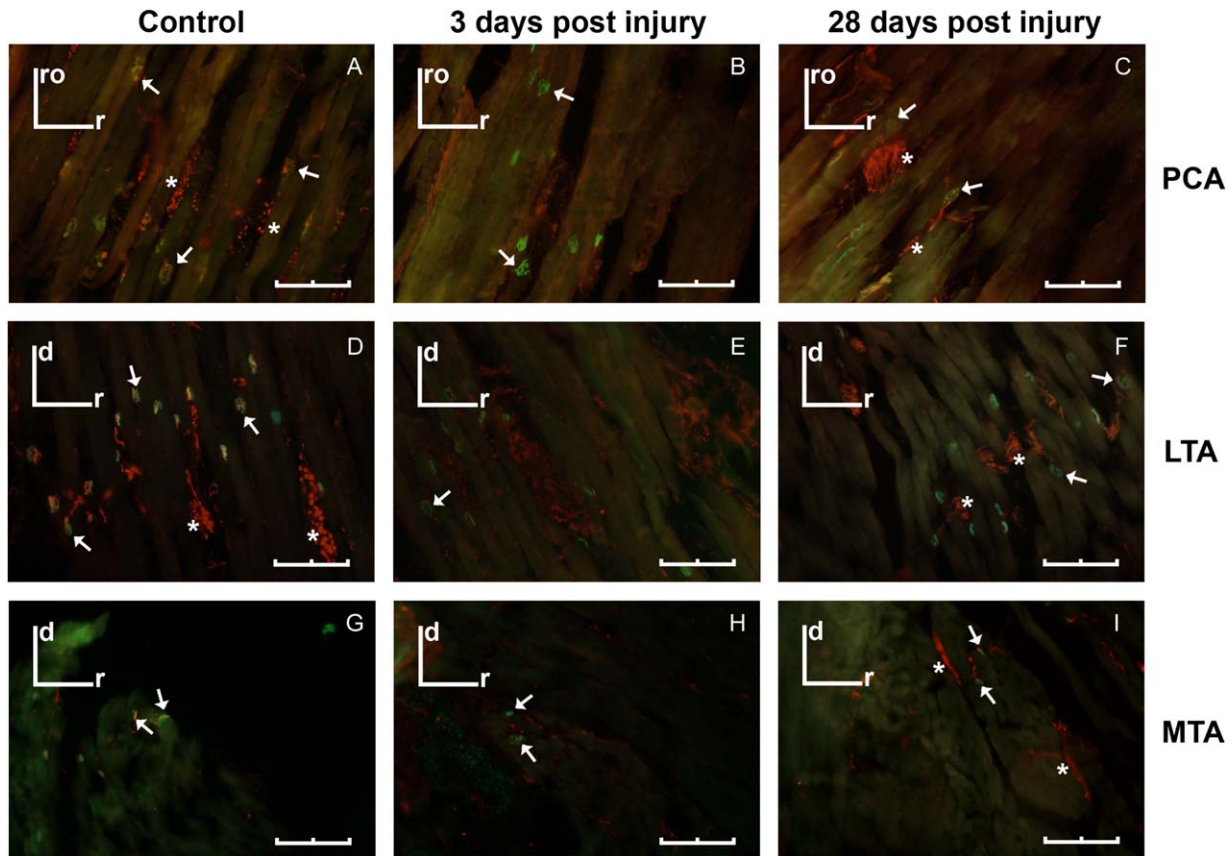 Control 3 days post injury 28 days post injury
ro A ro B ro C
r r r
PCA
d D d E d F
r r r
LTA
d G d H d I
r r r
MTA